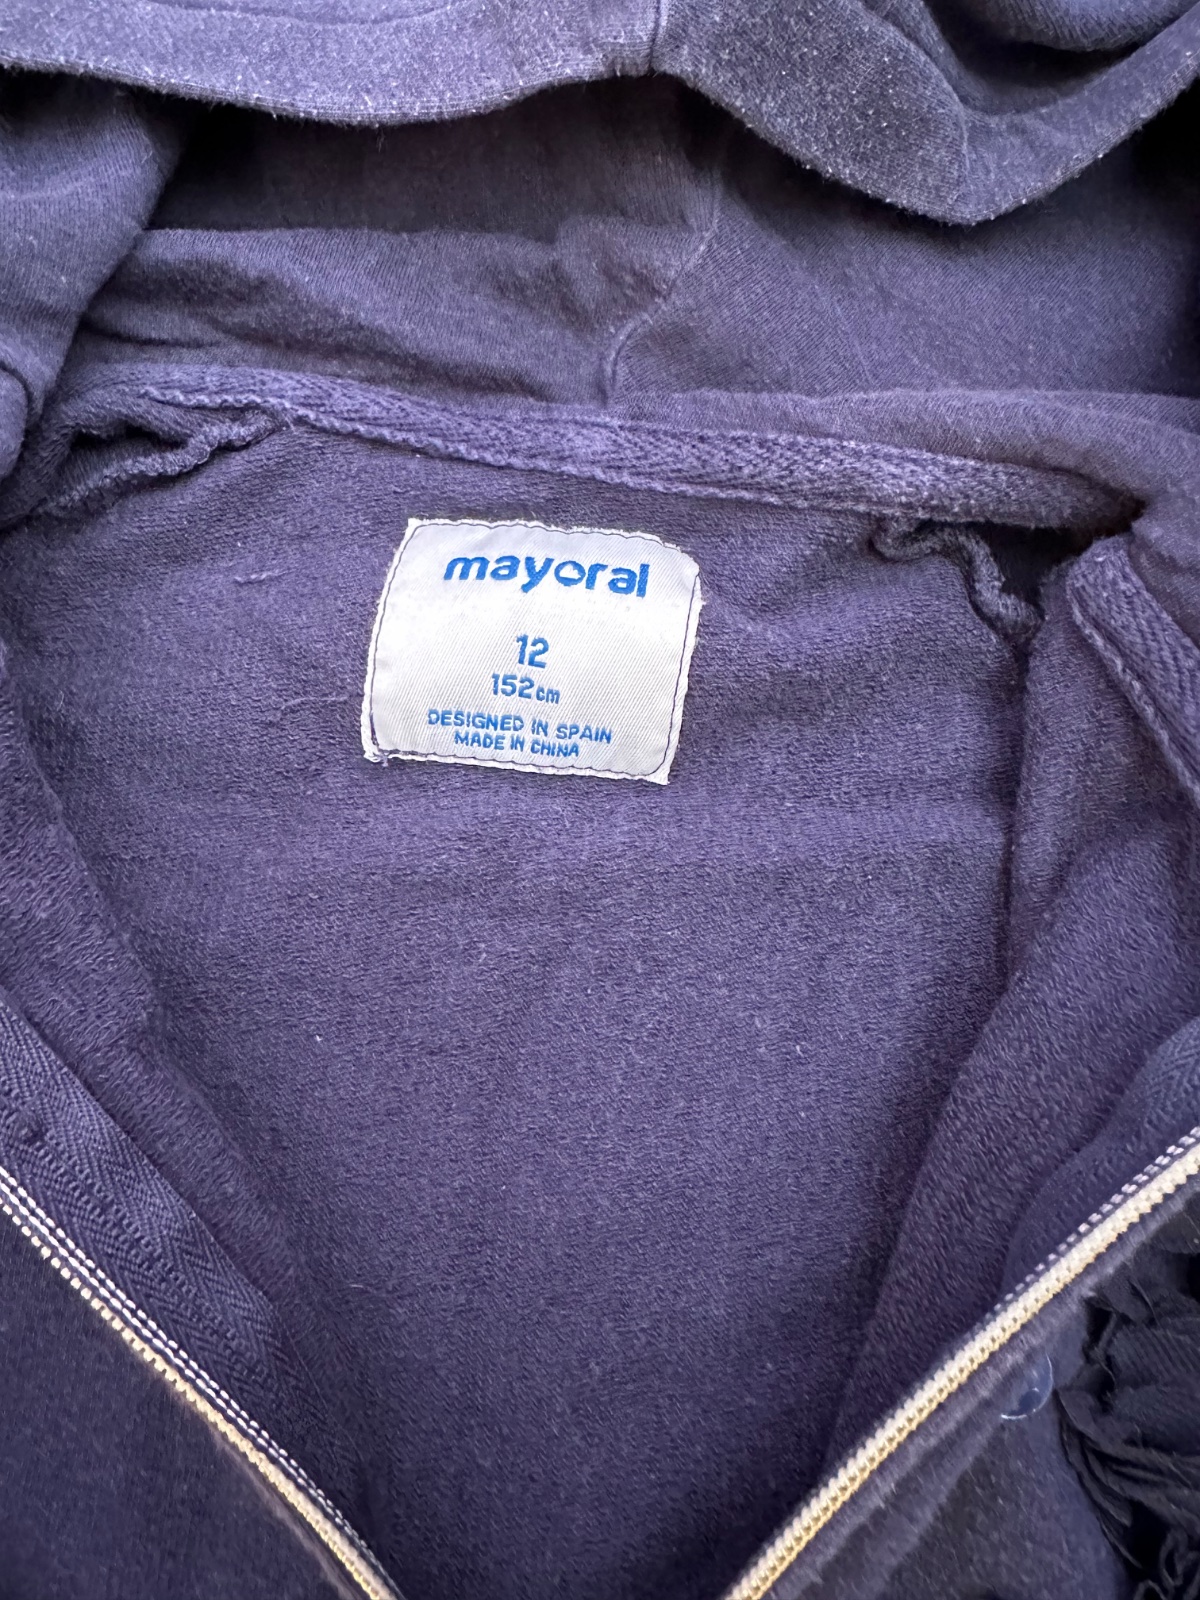 mayoral
12
152cm
DESIGNED IN SPAIN
MADE IN CHINA